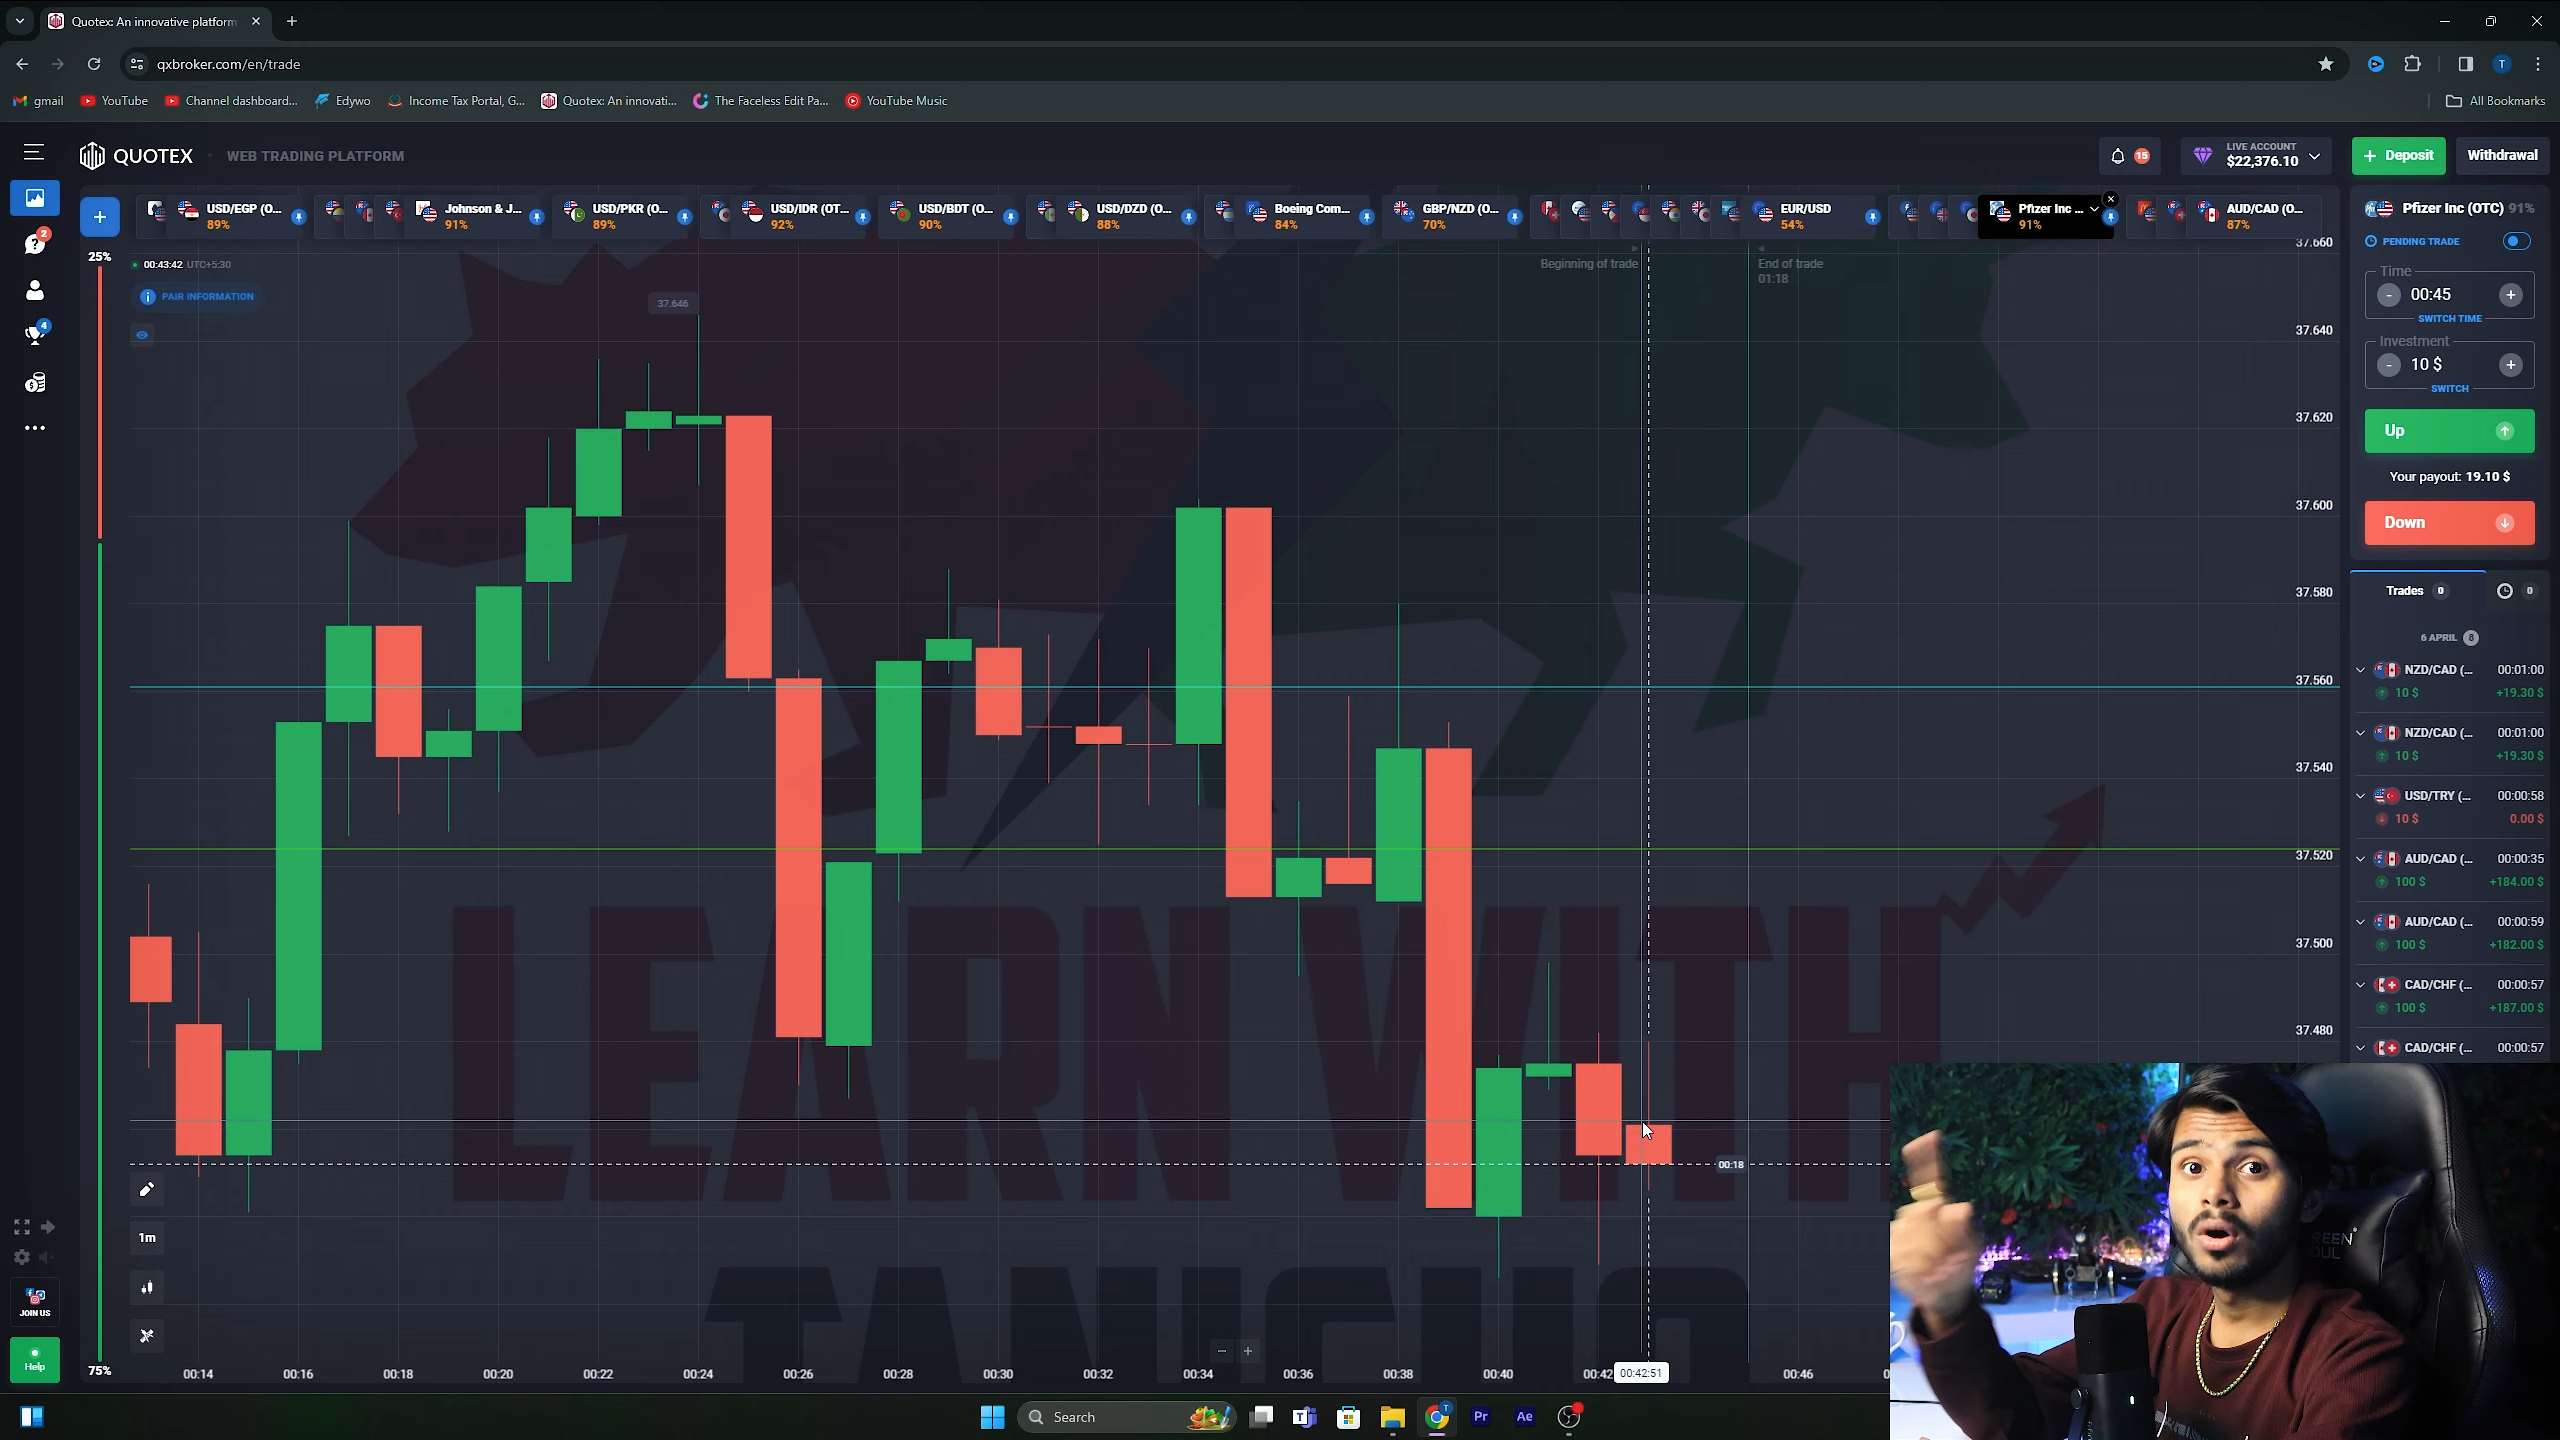 Quotex: An innovative platform
qxbroker.com/en/trade
gmail
YouTube
Channel dashboard...
Edywo
Income Tax Portal, G...
Quotex: An innovati...
The Faceless Edit Pa...
YouTube Music
All Bookmarks
QUOTEX
WEB TRADING PLATFORM
15
LIVE ACCOUNT
$22,376.10
Deposit
Withdrawal
USD/EGP (O...
89%
Johnson & J...
91%
USD/PKR (O...
89%
USD/IDR (OT...
92%
USD/BDT (O...
90%
USD/DZD (O...
88%
Boeing Com...
84%
GBP/NZD (O...
70%
EUR/USD
54%
Pfizer Inc ...
91%
AUD/CAD (O...
87%
25%
00:43:42 UTC+5:30
PAIR INFORMATION
37.646
Beginning of trade
End of trade
01:18
37.660
37.640
37.620
37.600
37.580
37.560
37.540
37.520
37.500
37.480
00:18
LEARN WITH
1m
2
4
JOIN US
Help
75%
00:14
00:16
00:18
00:20
00:22
00:24
00:26
00:28
00:30
00:32
00:34
00:36
00:38
00:40
00:42
00:42:51
00:46
Pfizer Inc (OTC) 91%
PENDING TRADE
Time
- 00:45 +
SWITCH TIME
Investment
- 10 $ +
SWITCH
Up
Your payout: 19.10 $
Down
Trades 0
0
6 APRIL 8
NZD/CAD (... 00:01:00
10 $ +19.30 $
NZD/CAD (... 00:01:00
10 $ +19.30 $
USD/TRY (... 00:00:58
10 $ 0.00 $
AUD/CAD (... 00:00:35
100 $ +184.00 $
AUD/CAD (... 00:00:59
100 $ +182.00 $
CAD/CHF (... 00:00:57
100 $ +187.00 $
CAD/CHF (... 00:00:57
Search
Pr
Ae